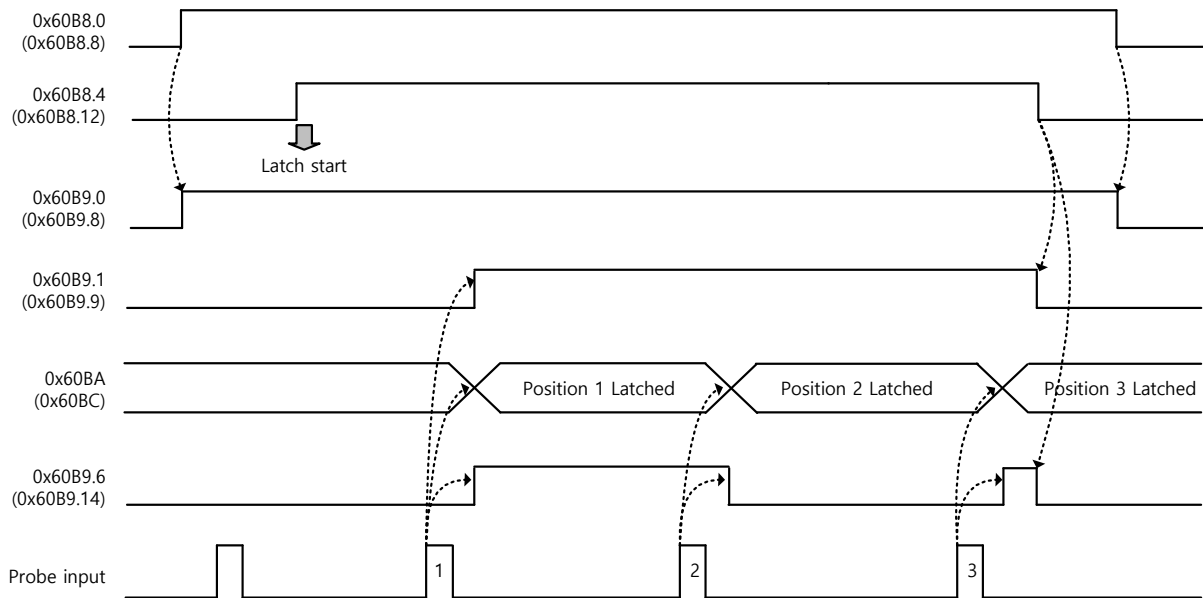 0x60B8.0
(0x60B8.8)
0x60B8.4
(0x60B8.12)
Latch start
0x60B9.0
(0x60B9.8)
0x60B9.1
(0x60B9.9)
0x60BA
(0x60BC)
Position 1 Latched
Position 2 Latched
Position 3 Latched
0x60B9.6
(0x60B9.14)
Probe input
1
2
3